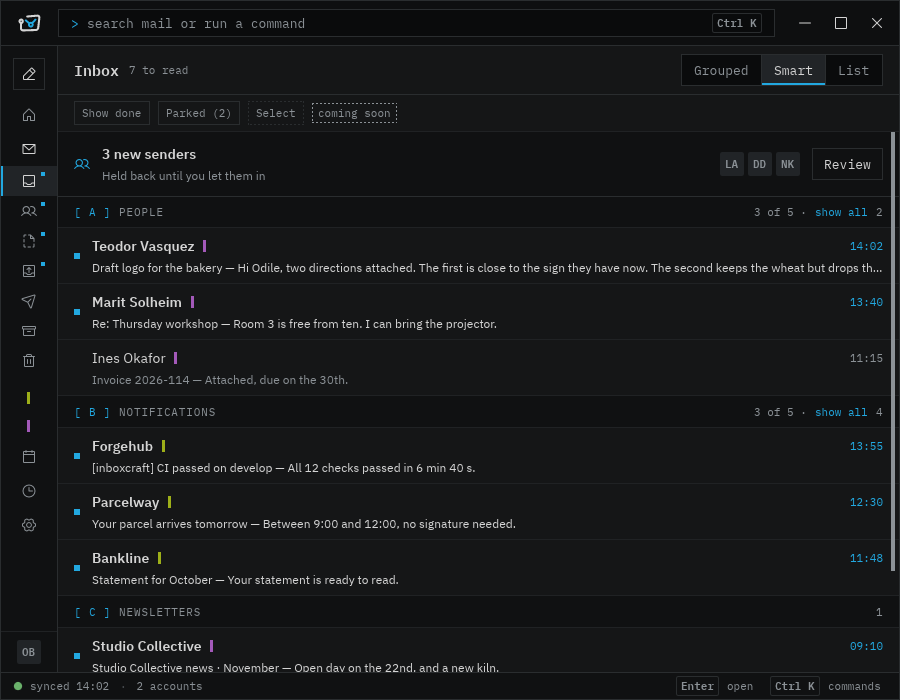 > search mail or run a command Ctrl K
Inbox 7 to read Grouped Smart List
Show done Parked (2) Select coming soon
3 new senders
Held back until you let them in
LA DD NK Review
[ A ] PEOPLE 3 of 5 · show all 2
Teodor Vasquez 14:02
Draft logo for the bakery — Hi Odile, two directions attached. The first is close to the sign they have now. The second keeps the wheat but drops th...
Marit Solheim 13:40
Re: Thursday workshop — Room 3 is free from ten. I can bring the projector.
Ines Okafor 11:15
Invoice 2026-114 — Attached, due on the 30th.
[ B ] NOTIFICATIONS 3 of 5 · show all 4
Forgehub 13:55
[inboxcraft] CI passed on develop — All 12 checks passed in 6 min 40 s.
Parcelway 12:30
Your parcel arrives tomorrow — Between 9:00 and 12:00, no signature needed.
Bankline 11:48
Statement for October — Your statement is ready to read.
[ C ] NEWSLETTERS 1
Studio Collective 09:10
Studio Collective news · November — Open day on the 22nd, and a new kiln.
OB
synced 14:02 · 2 accounts Enter open Ctrl K commands